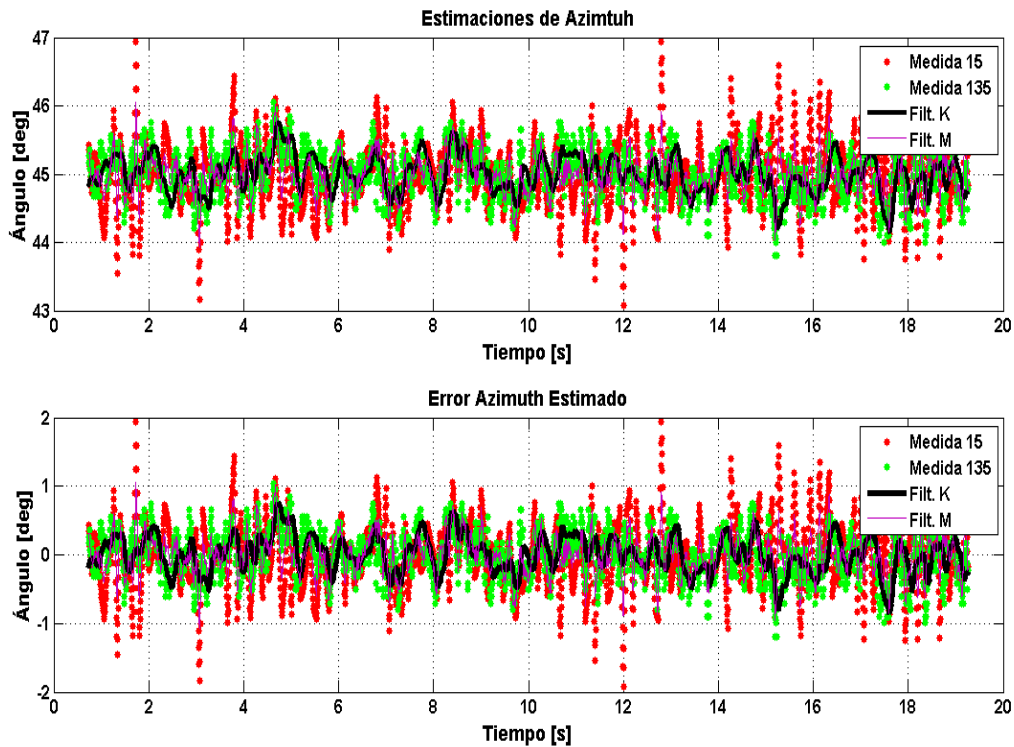 Estimaciones de Azimtuh
47
46
45
44
43
Ángulo [deg]
0 2 4 6 8 10 12 14 16 18 20
Tiempo [s]
Medida 15
Medida 135
Filt. K
Filt. M
Error Azimuth Estimado
2
1
0
-1
-2
Ángulo [deg]
0 2 4 6 8 10 12 14 16 18 20
Tiempo [s]
Medida 15
Medida 135
Filt. K
Filt. M